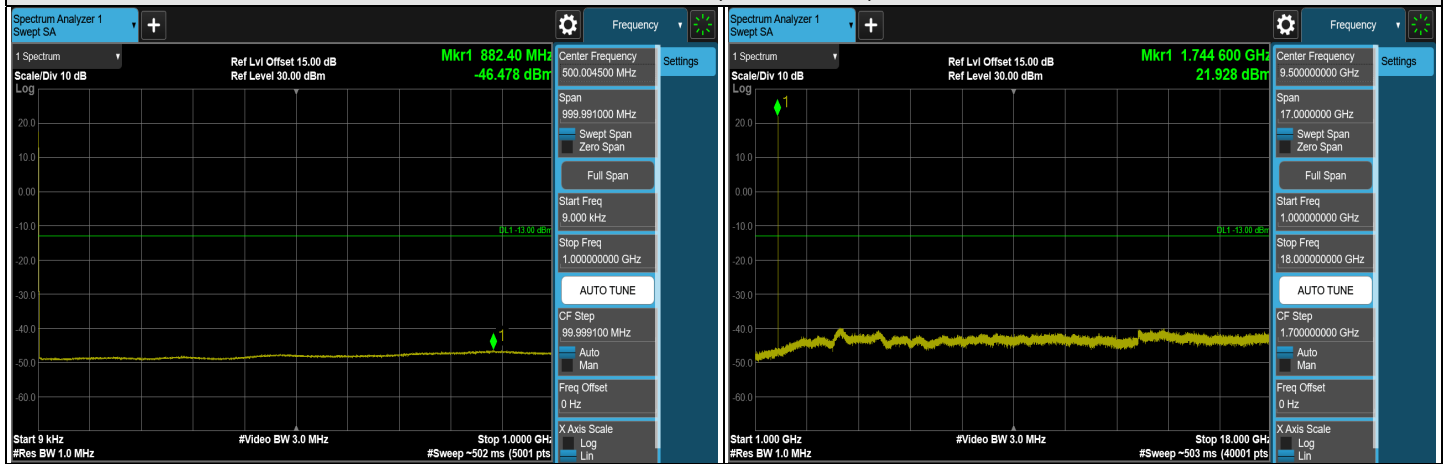 Spectrum Analyzer 1
Swept SA
+
Frequency
1 Spectrum
Scale/Div 10 dB
Log
Ref Lvl Offset 15.00 dB
Ref Level 30.00 dBm
Mkr1 882.40 MHz
-46.478 dBm
1
20.0
10.0
0.00
-10.0
-20.0
-30.0
-40.0
-50.0
-60.0
DL1 -13.00 dBm
Start 9 kHz
#Res BW 1.0 MHz
#Video BW 3.0 MHz
Stop 1.0000 GHz
#Sweep ~502 ms (5001 pts
Center Frequency
500.004500 MHz
Span
999.991000 MHz
Swept Span
Zero Span
Full Span
Start Freq
9.000 kHz
Stop Freq
1.000000000 GHz
AUTO TUNE
CF Step
99.999100 MHz
Auto
Man
Freq Offset
0 Hz
X Axis Scale
Log
Lin
Settings
Spectrum Analyzer 1
Swept SA
+
Frequency
1 Spectrum
Scale/Div 10 dB
Log
Ref Lvl Offset 15.00 dB
Ref Level 30.00 dBm
Mkr1 1.744 600 GHz
21.928 dBm
1
20.0
10.0
0.00
-10.0
-20.0
-30.0
-40.0
-50.0
-60.0
DL1 -13.00 dBm
Start 1.000 GHz
#Res BW 1.0 MHz
#Video BW 3.0 MHz
Stop 18.000 GHz
#Sweep ~503 ms (40001 pts
Center Frequency
9.500000000 GHz
Span
17.0000000 GHz
Swept Span
Zero Span
Full Span
Start Freq
1.000000000 GHz
Stop Freq
18.000000000 GHz
AUTO TUNE
CF Step
1.700000000 GHz
Auto
Man
Freq Offset
0 Hz
X Axis Scale
Log
Lin
Settings